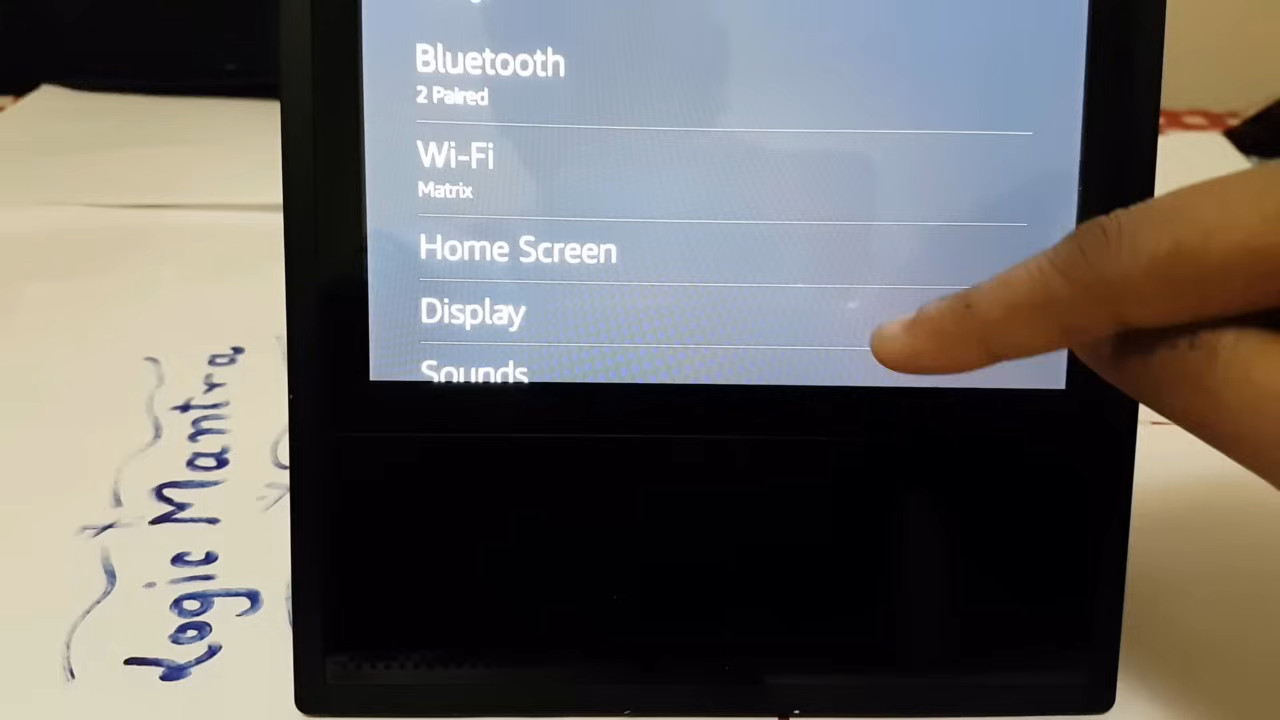 Bluetooth
2 Paired
Wi-Fi
Matrix
Home Screen
Display
Sounds
Logic Mantra